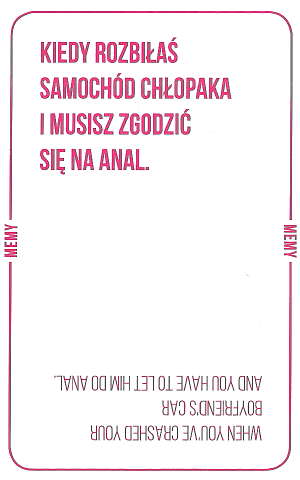 KIEDY ROZBIŁAŚ
SAMOCHÓD CHŁOPAKA
I MUSISZ ZGODZIĆ
SIĘ NA ANAL.
MEMY
MEMY
WHEN YOU'VE CRASHED YOUR
BOYFRIEND'S CAR
AND YOU HAVE TO LET HIM DO ANAL.